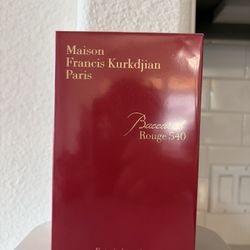 Maison
Francis Kurkdjian
Paris
Baccarat
Rouge 540